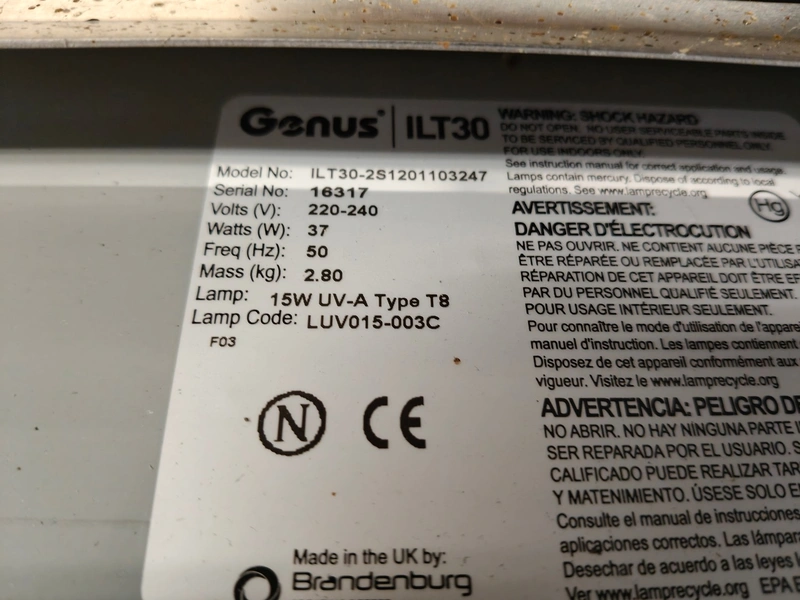 Genus® | ILT30
Model No: ILT30-2S1201103247
Serial No: 16317
Volts (V): 220-240
Watts (W): 37
Freq (Hz): 50
Mass (kg): 2.80
Lamp: 15W UV-A Type T8
Lamp Code: LUV015-003C
F03
N CE
Made in the UK by:
Brandenburg
WARNING: SHOCK HAZARD
DO NOT OPEN. NO USER SERVICEABLE PARTS INSIDE
TO BE SERVICED BY QUALIFIED PERSONNEL ONLY.
FOR USE INDOORS ONLY.
See instruction manual for correct application and usage.
Lamps contain mercury. Dispose of according to local
regulations. See www.lamprecycle.org
Hg
AVERTISSEMENT:
DANGER D'ÉLECTROCUTION
NE PAS OUVRIR. NE CONTIENT AUCUNE PIÈCE
ÊTRE RÉPARÉE OU REMPLACÉE PAR
RÉPARATION DE CET APPAREIL DOIT ÊTRE
PAR DU PERSONNEL QUALIFIÉ SEULEMENT.
POUR USAGE INTÉRIEUR SEULEMENT.
Pour connaître le mode d'utilisation de
manuel d'instruction. Les lampes contiennent
Disposez de cet appareil conformément aux
vigueur. Visitez le www.lamprecycle.org
ADVERTENCIA: PELIGRO DE
NO ABRIR. NO HAY NINGUNA PARTE
SER REPARADA POR EL USUARIO.
CALIFICADO PUEDE REALIZAR
Y MATENIMIENTO. ÚSESE SOLO
Consulte el manual de instrucciones
aplicaciones correctos. Las
Desechar de acuerdo a las leyes
Ver www.lamprecycle.org EPA